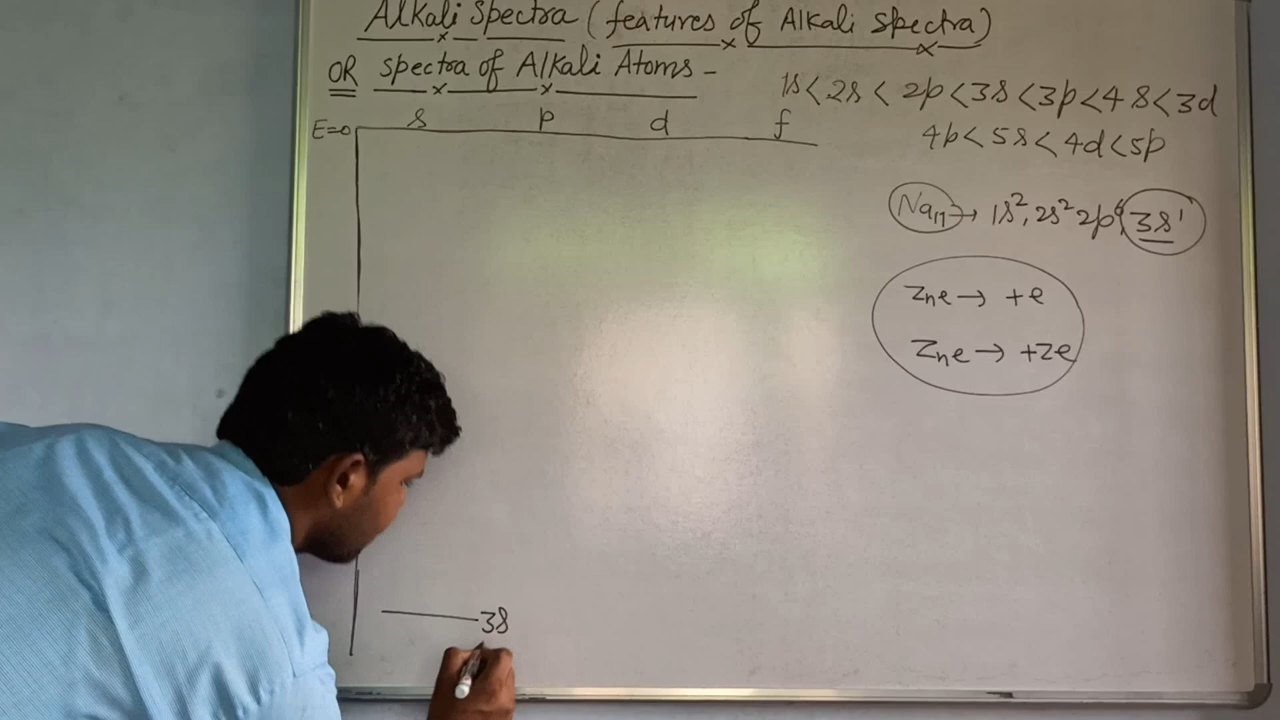 Alkali Spectra (features of Alkali spectra)
OR spectra of Alkali Atoms -
1s < 2s < 2p < 3s < 3p < 4s < 3d
4p < 5s < 4d < 5p
E=0 s p d f
Na11 → 1s², 2s² 2p⁶, 3s¹
Zne → +e
Zne → +Ze
3s